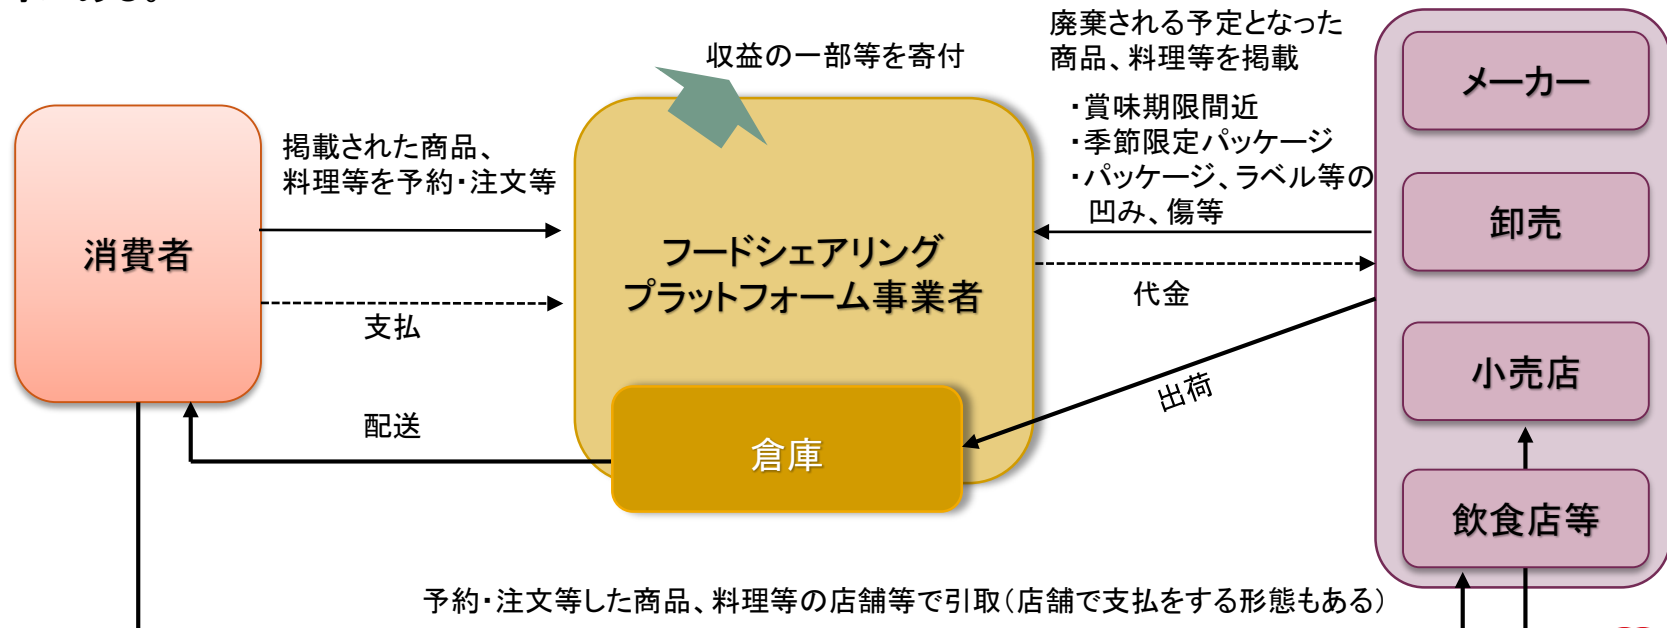 収益の一部等を寄付
廃棄される予定となった
商品、料理等を掲載
・賞味期限間近
・季節限定パッケージ
・パッケージ、ラベル等の
凹み、傷等
メーカー
卸売
小売店
飲食店等
掲載された商品、
料理等を予約・注文等
消費者
フードシェアリング
プラットフォーム事業者
支払
代金
出荷
配送
倉庫
予約・注文等した商品、料理等の店舗等で引取(店舗で支払をする形態もある)